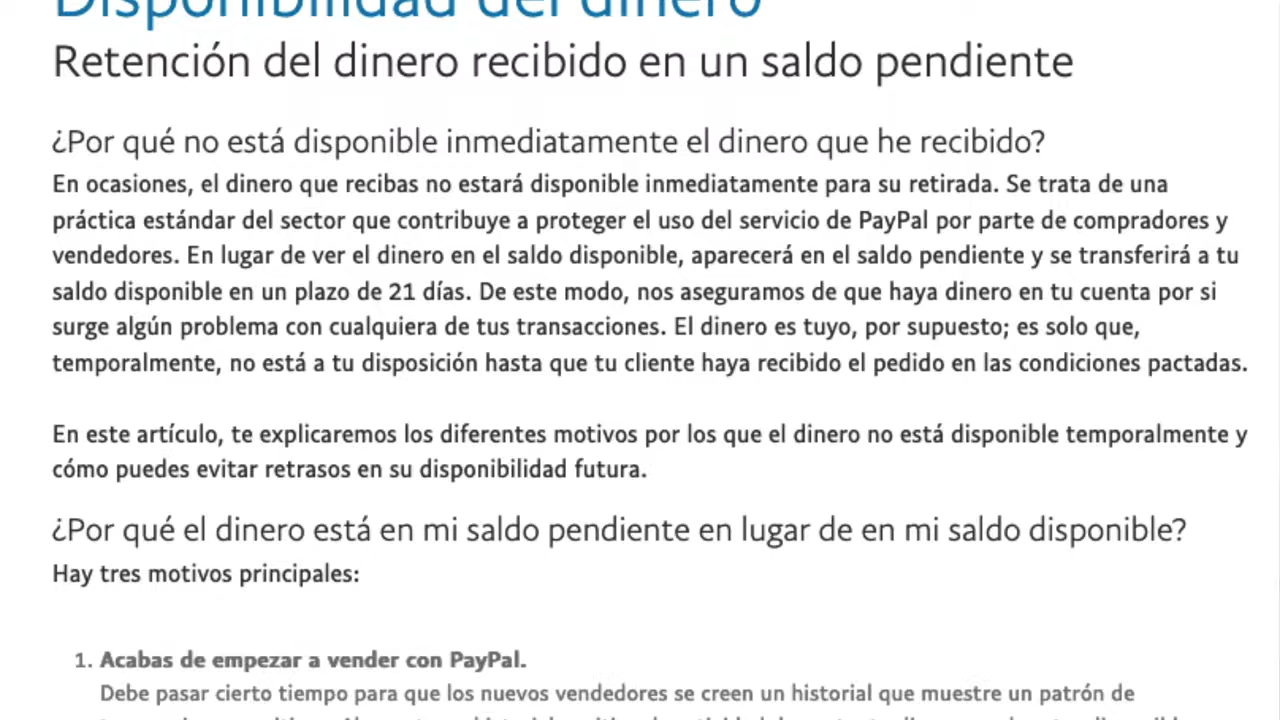 Disponibilidad del dinero
Retención del dinero recibido en un saldo pendiente
¿Por qué no está disponible inmediatamente el dinero que he recibido?
En ocasiones, el dinero que recibas no estará disponible inmediatamente para su retirada. Se trata de una
práctica estándar del sector que contribuye a proteger el uso del servicio de PayPal por parte de compradores y
vendedores. En lugar de ver el dinero en el saldo disponible, aparecerá en el saldo pendiente y se transferirá a tu
saldo disponible en un plazo de 21 días. De este modo, nos aseguramos de que haya dinero en tu cuenta por si
surge algún problema con cualquiera de tus transacciones. El dinero es tuyo, por supuesto; es solo que,
temporalmente, no está a tu disposición hasta que tu cliente haya recibido el pedido en las condiciones pactadas.
En este artículo, te explicaremos los diferentes motivos por los que el dinero no está disponible temporalmente y
cómo puedes evitar retrasos en su disponibilidad futura.
¿Por qué el dinero está en mi saldo pendiente en lugar de en mi saldo disponible?
Hay tres motivos principales:
1. Acabas de empezar a vender con PayPal.
Debe pasar cierto tiempo para que los nuevos vendedores se creen un historial que muestre un patrón de